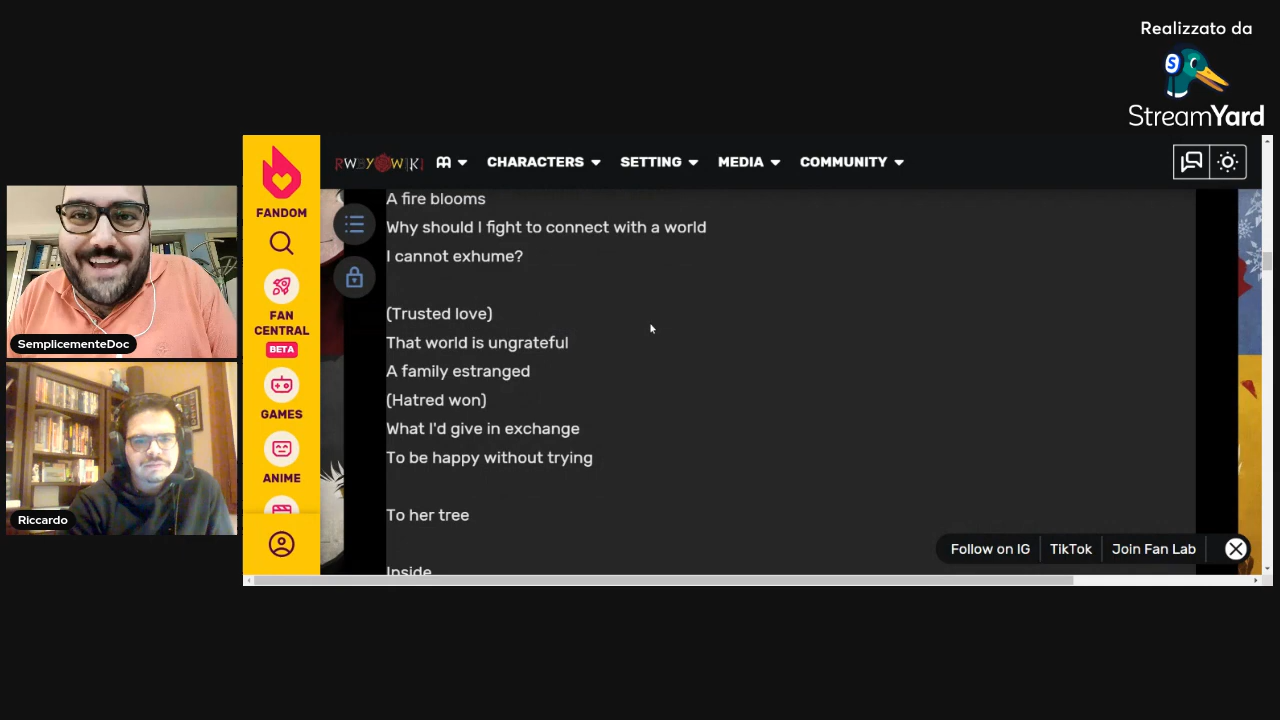 Realizzato da
StreamYard
RWBY WIKI
CHARACTERS
SETTING
MEDIA
COMMUNITY
FANDOM
FAN
CENTRAL
BETA
GAMES
ANIME
SemplicementeDoc
Riccardo
A fire blooms
Why should I fight to connect with a world
I cannot exhume?
(Trusted love)
That world is ungrateful
A family estranged
(Hatred won)
What I'd give in exchange
To be happy without trying
To her tree
Inside
Follow on IG
TikTok
Join Fan Lab